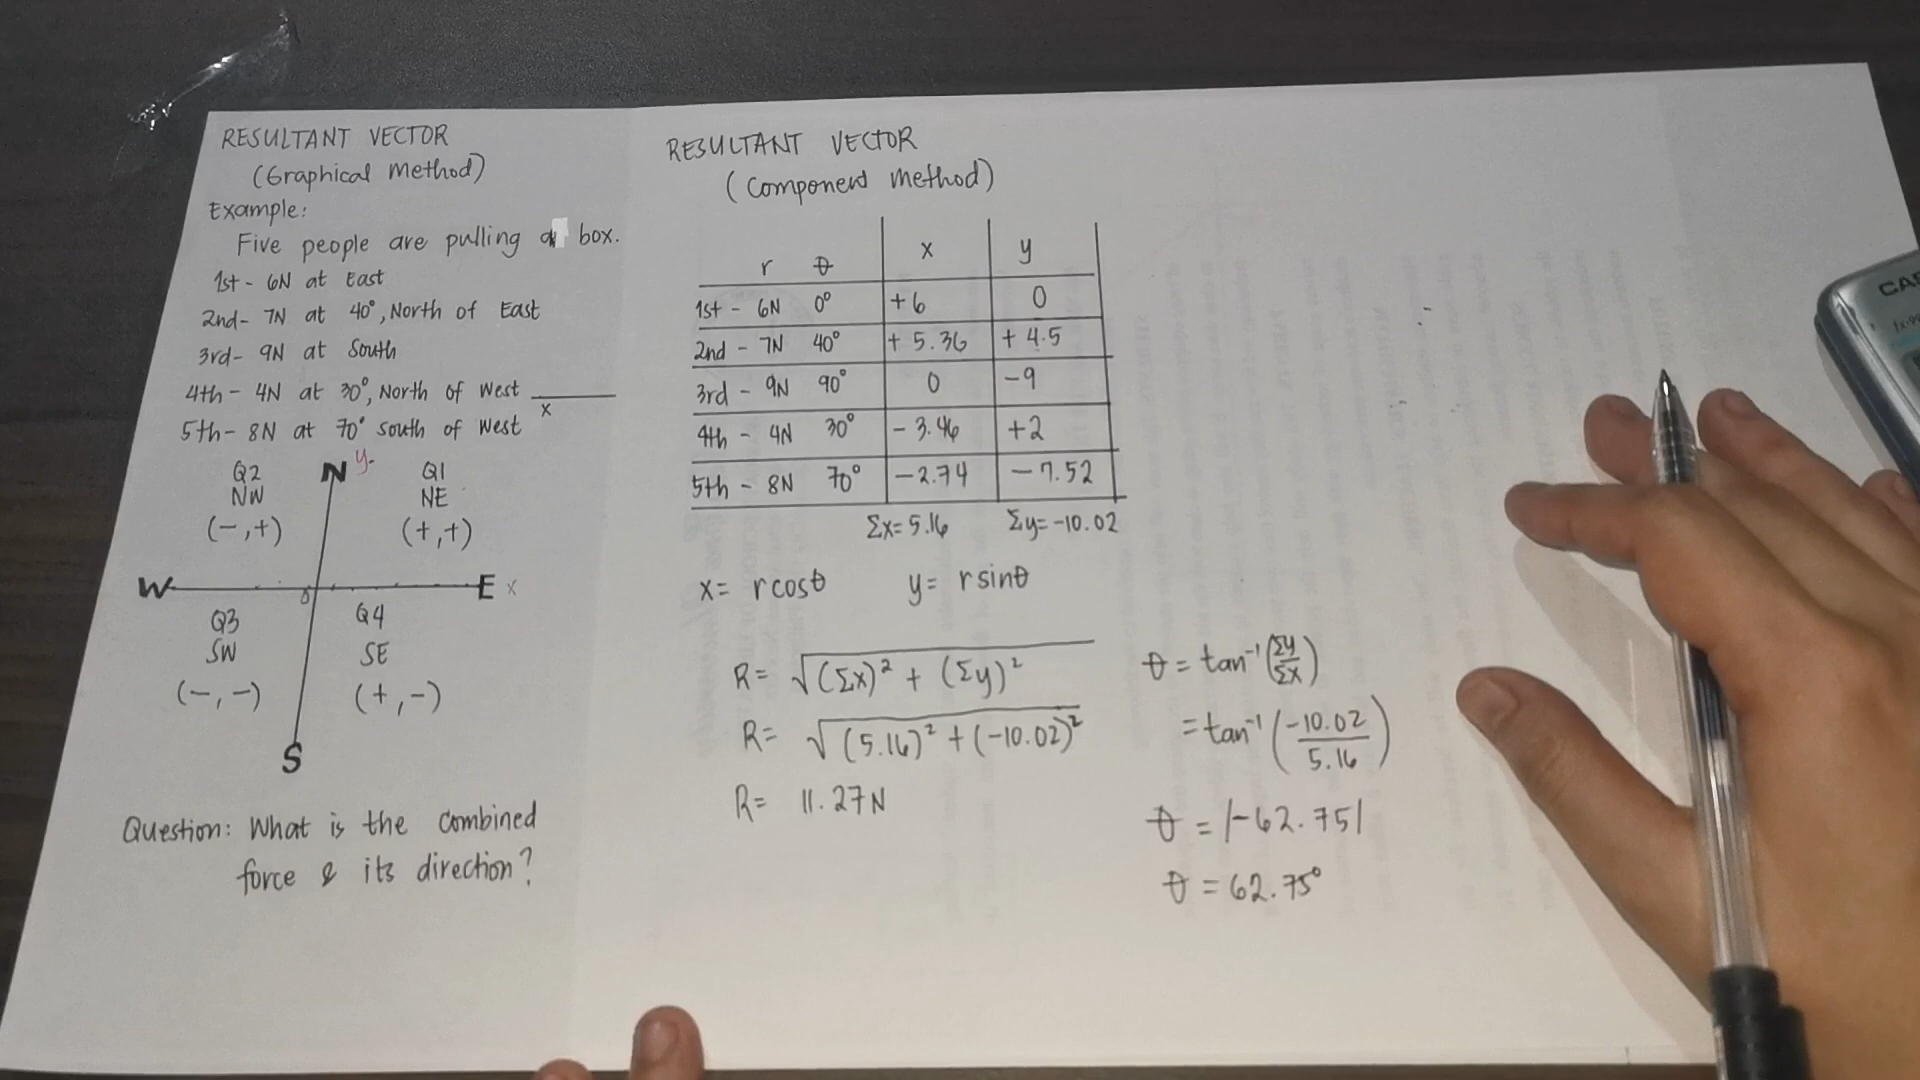 RESULTANT VECTOR
(Graphical Method)
Example:
Five people are pulling a box.
1st - 6N at East
2nd - 7N at 40°, North of East
3rd - 9N at South
4th - 4N at 30°, North of West
x
5th - 8N at 70° South of West
N y
Q2 Q1
NW NE
(-,+) (+,+)
W E x
Q3 Q4
SW SE
(-,-) (+,-)
S
Question: What is the combined
force & its direction?
RESULTANT VECTOR
(Component Method)
r θ x y
1st - 6N 0° +6 0
2nd - 7N 40° +5.36 +4.5
3rd - 9N 90° 0 -9
4th - 4N 30° -3.46 +2
5th - 8N 70° -2.74 -7.52
Σx= 5.16 Σy= -10.02
x= rcosθ y= rsinθ
R= √(Σx)² + (Σy)²
R= √(5.16)² + (-10.02)²
R= 11.27N
θ = tan⁻¹(Σy/Σx)
= tan⁻¹(-10.02/5.16)
θ = |-62.75|
θ = 62.75°
CAS
fx-99